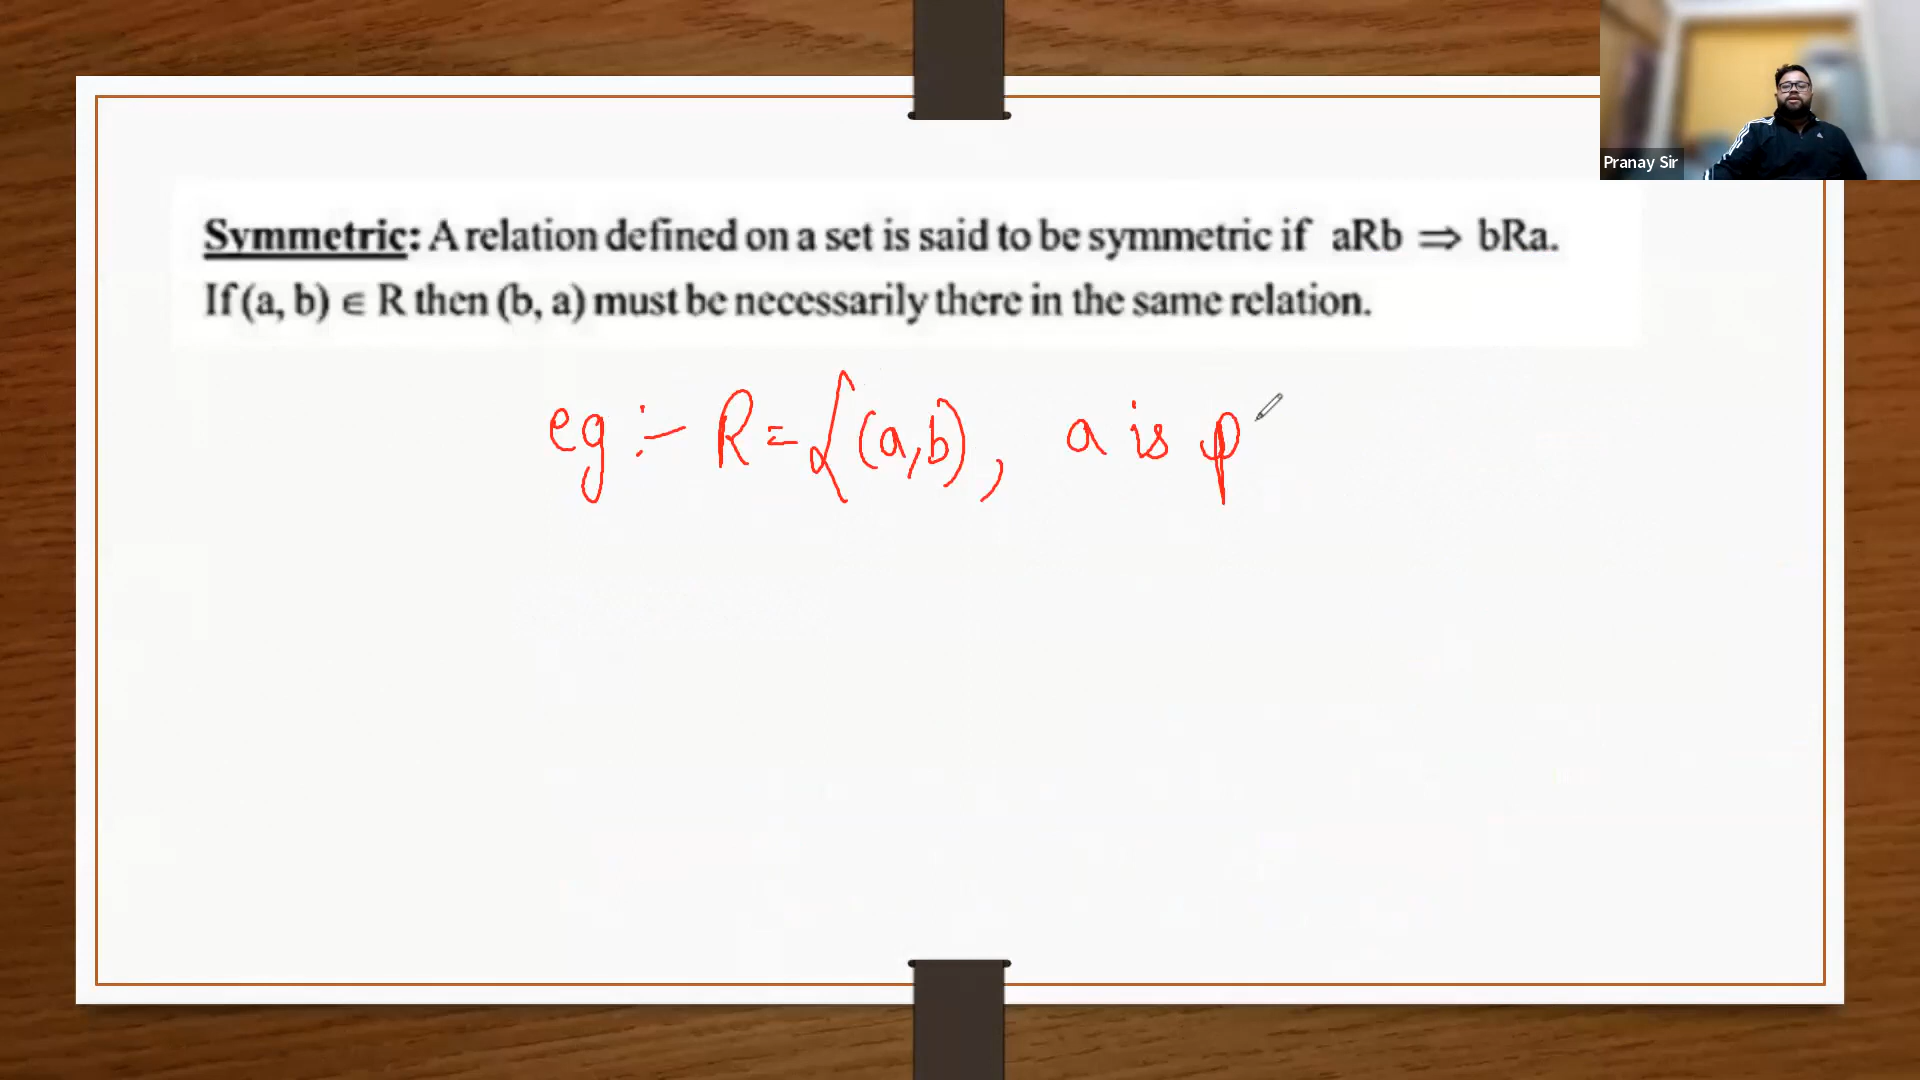 Pranay Sir
Symmetric: A relation defined on a set is said to be symmetric if aRb ⇒ bRa.
If (a, b) ∈ R then (b, a) must be necessarily there in the same relation.
eg :- R = {(a,b), a is p